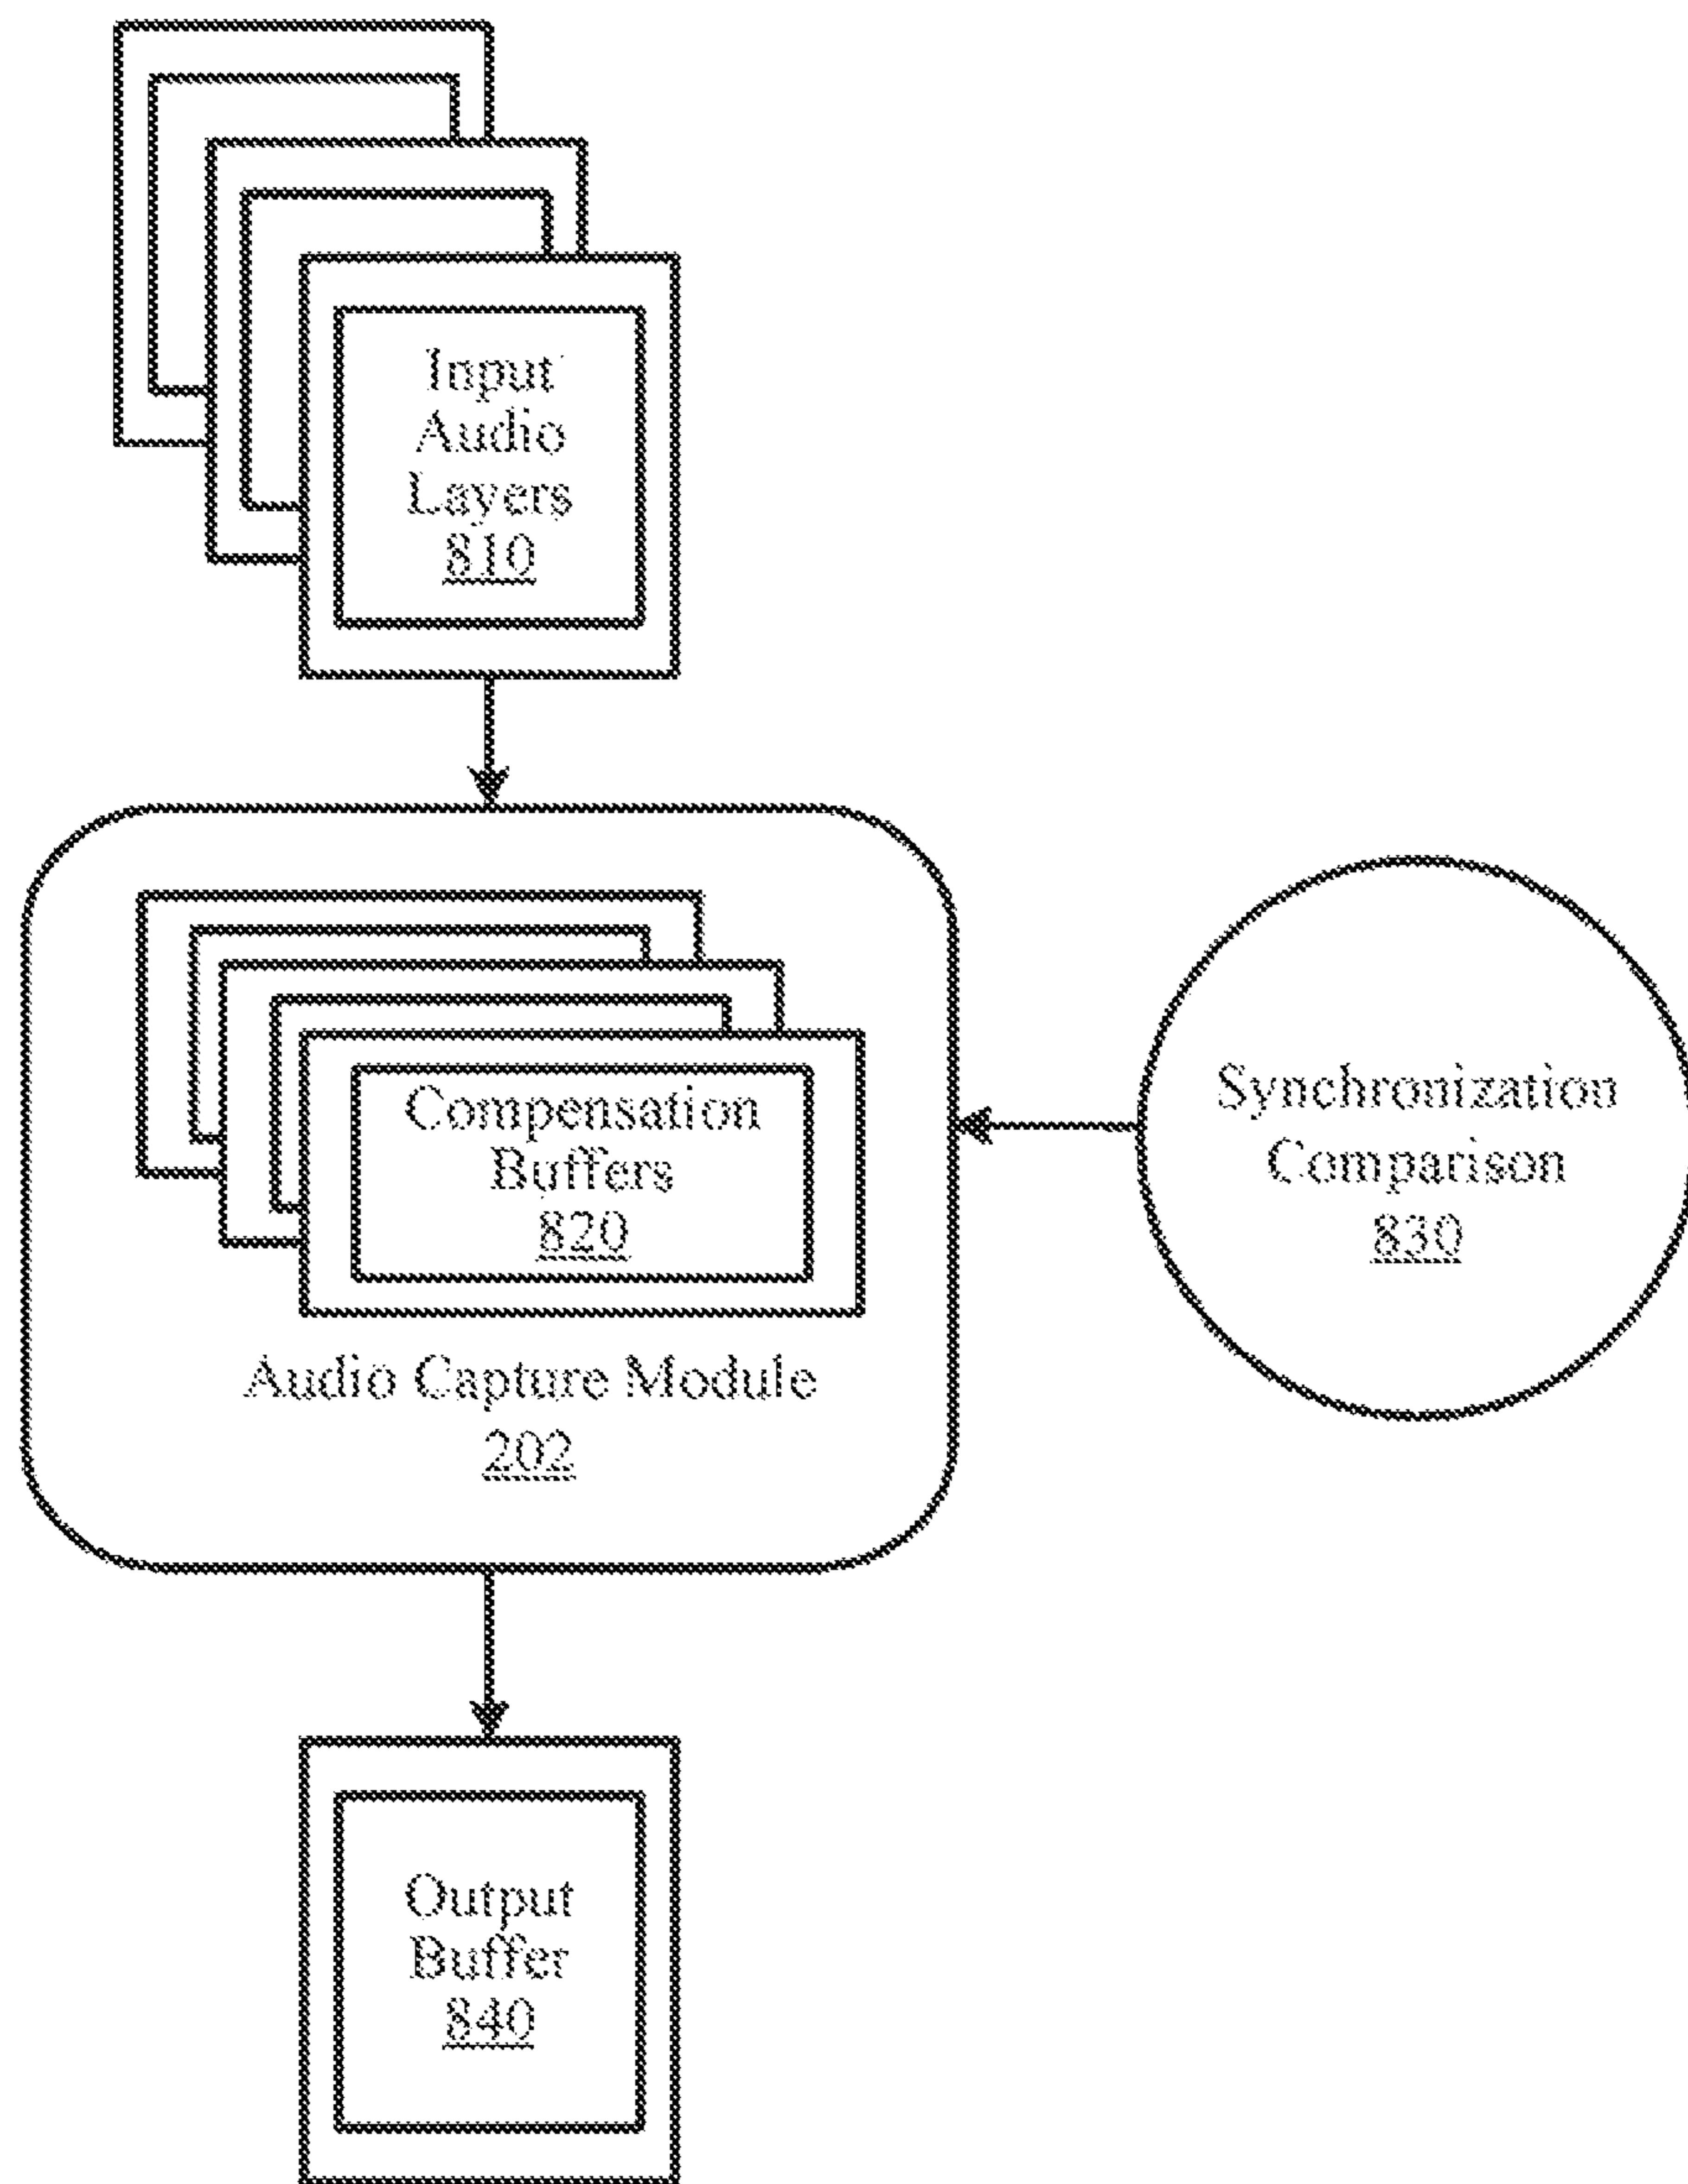 Input
Audio
Layers
810
Compensation
Buffers
820
Audio Capture Module
202
Synchronization
Comparison
830
Output
Buffer
840